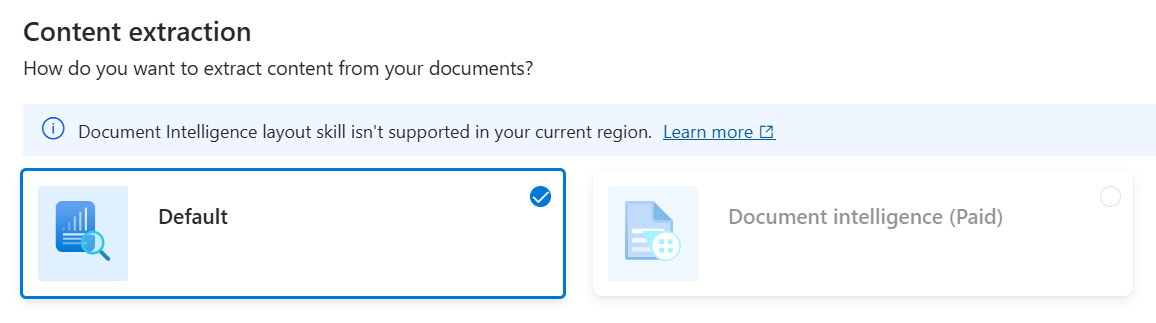 Content extraction
How do you want to extract content from your documents?
Document Intelligence layout skill isn't supported in your current region. Learn more
Default
Document intelligence (Paid)